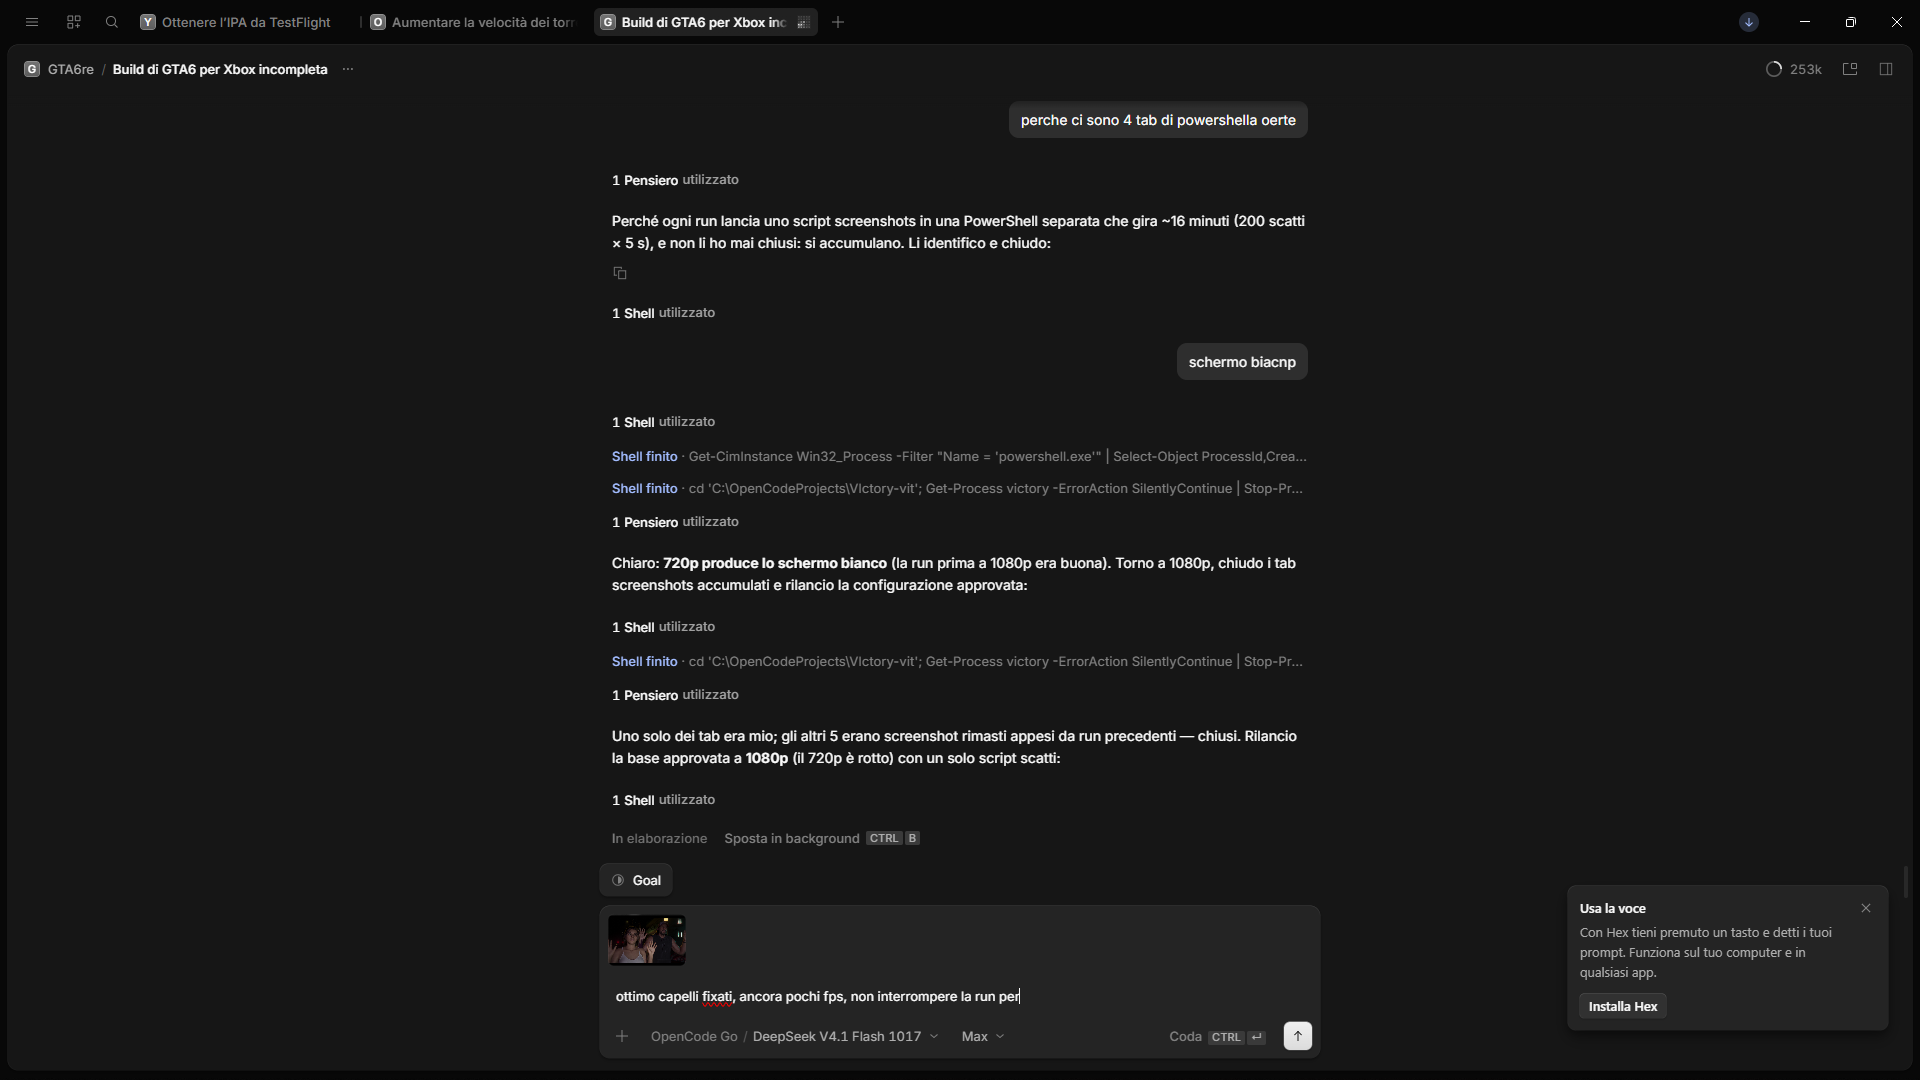 Y Ottenere l'IPA da TestFlight
O Aumentare la velocità dei torr
G Build di GTA6 per Xbox inc
G GTA6re / Build di GTA6 per Xbox incompleta ···
253k
perche ci sono 4 tab di powershella oerte
1 Pensiero utilizzato
Perché ogni run lancia uno script screenshots in una PowerShell separata che gira ~16 minuti (200 scatti
× 5 s), e non li ho mai chiusi: si accumulano. Li identifico e chiudo:
1 Shell utilizzato
schermo biacnp
1 Shell utilizzato
Shell finito · Get-CimInstance Win32_Process -Filter "Name = 'powershell.exe'" | Select-Object ProcessId,Crea...
Shell finito · cd 'C:\OpenCodeProjects\VIctory-vit'; Get-Process victory -ErrorAction SilentlyContinue | Stop-Pr...
1 Pensiero utilizzato
Chiaro: 720p produce lo schermo bianco (la run prima a 1080p era buona). Torno a 1080p, chiudo i tab
screenshots accumulati e rilancio la configurazione approvata:
1 Shell utilizzato
Shell finito · cd 'C:\OpenCodeProjects\VIctory-vit'; Get-Process victory -ErrorAction SilentlyContinue | Stop-Pr...
1 Pensiero utilizzato
Uno solo dei tab era mio; gli altri 5 erano screenshot rimasti appesi da run precedenti — chiusi. Rilancio
la base approvata a 1080p (il 720p è rotto) con un solo script scatti:
1 Shell utilizzato
In elaborazione Sposta in background CTRL B
Goal
ottimo capelli fixati, ancora pochi fps, non interrompere la run per
OpenCode Go / DeepSeek V4.1 Flash 1017 Max
Coda CTRL ↵
Usa la voce
Con Hex tieni premuto un tasto e detti i tuoi
prompt. Funziona sul tuo computer e in
qualsiasi app.
Installa Hex